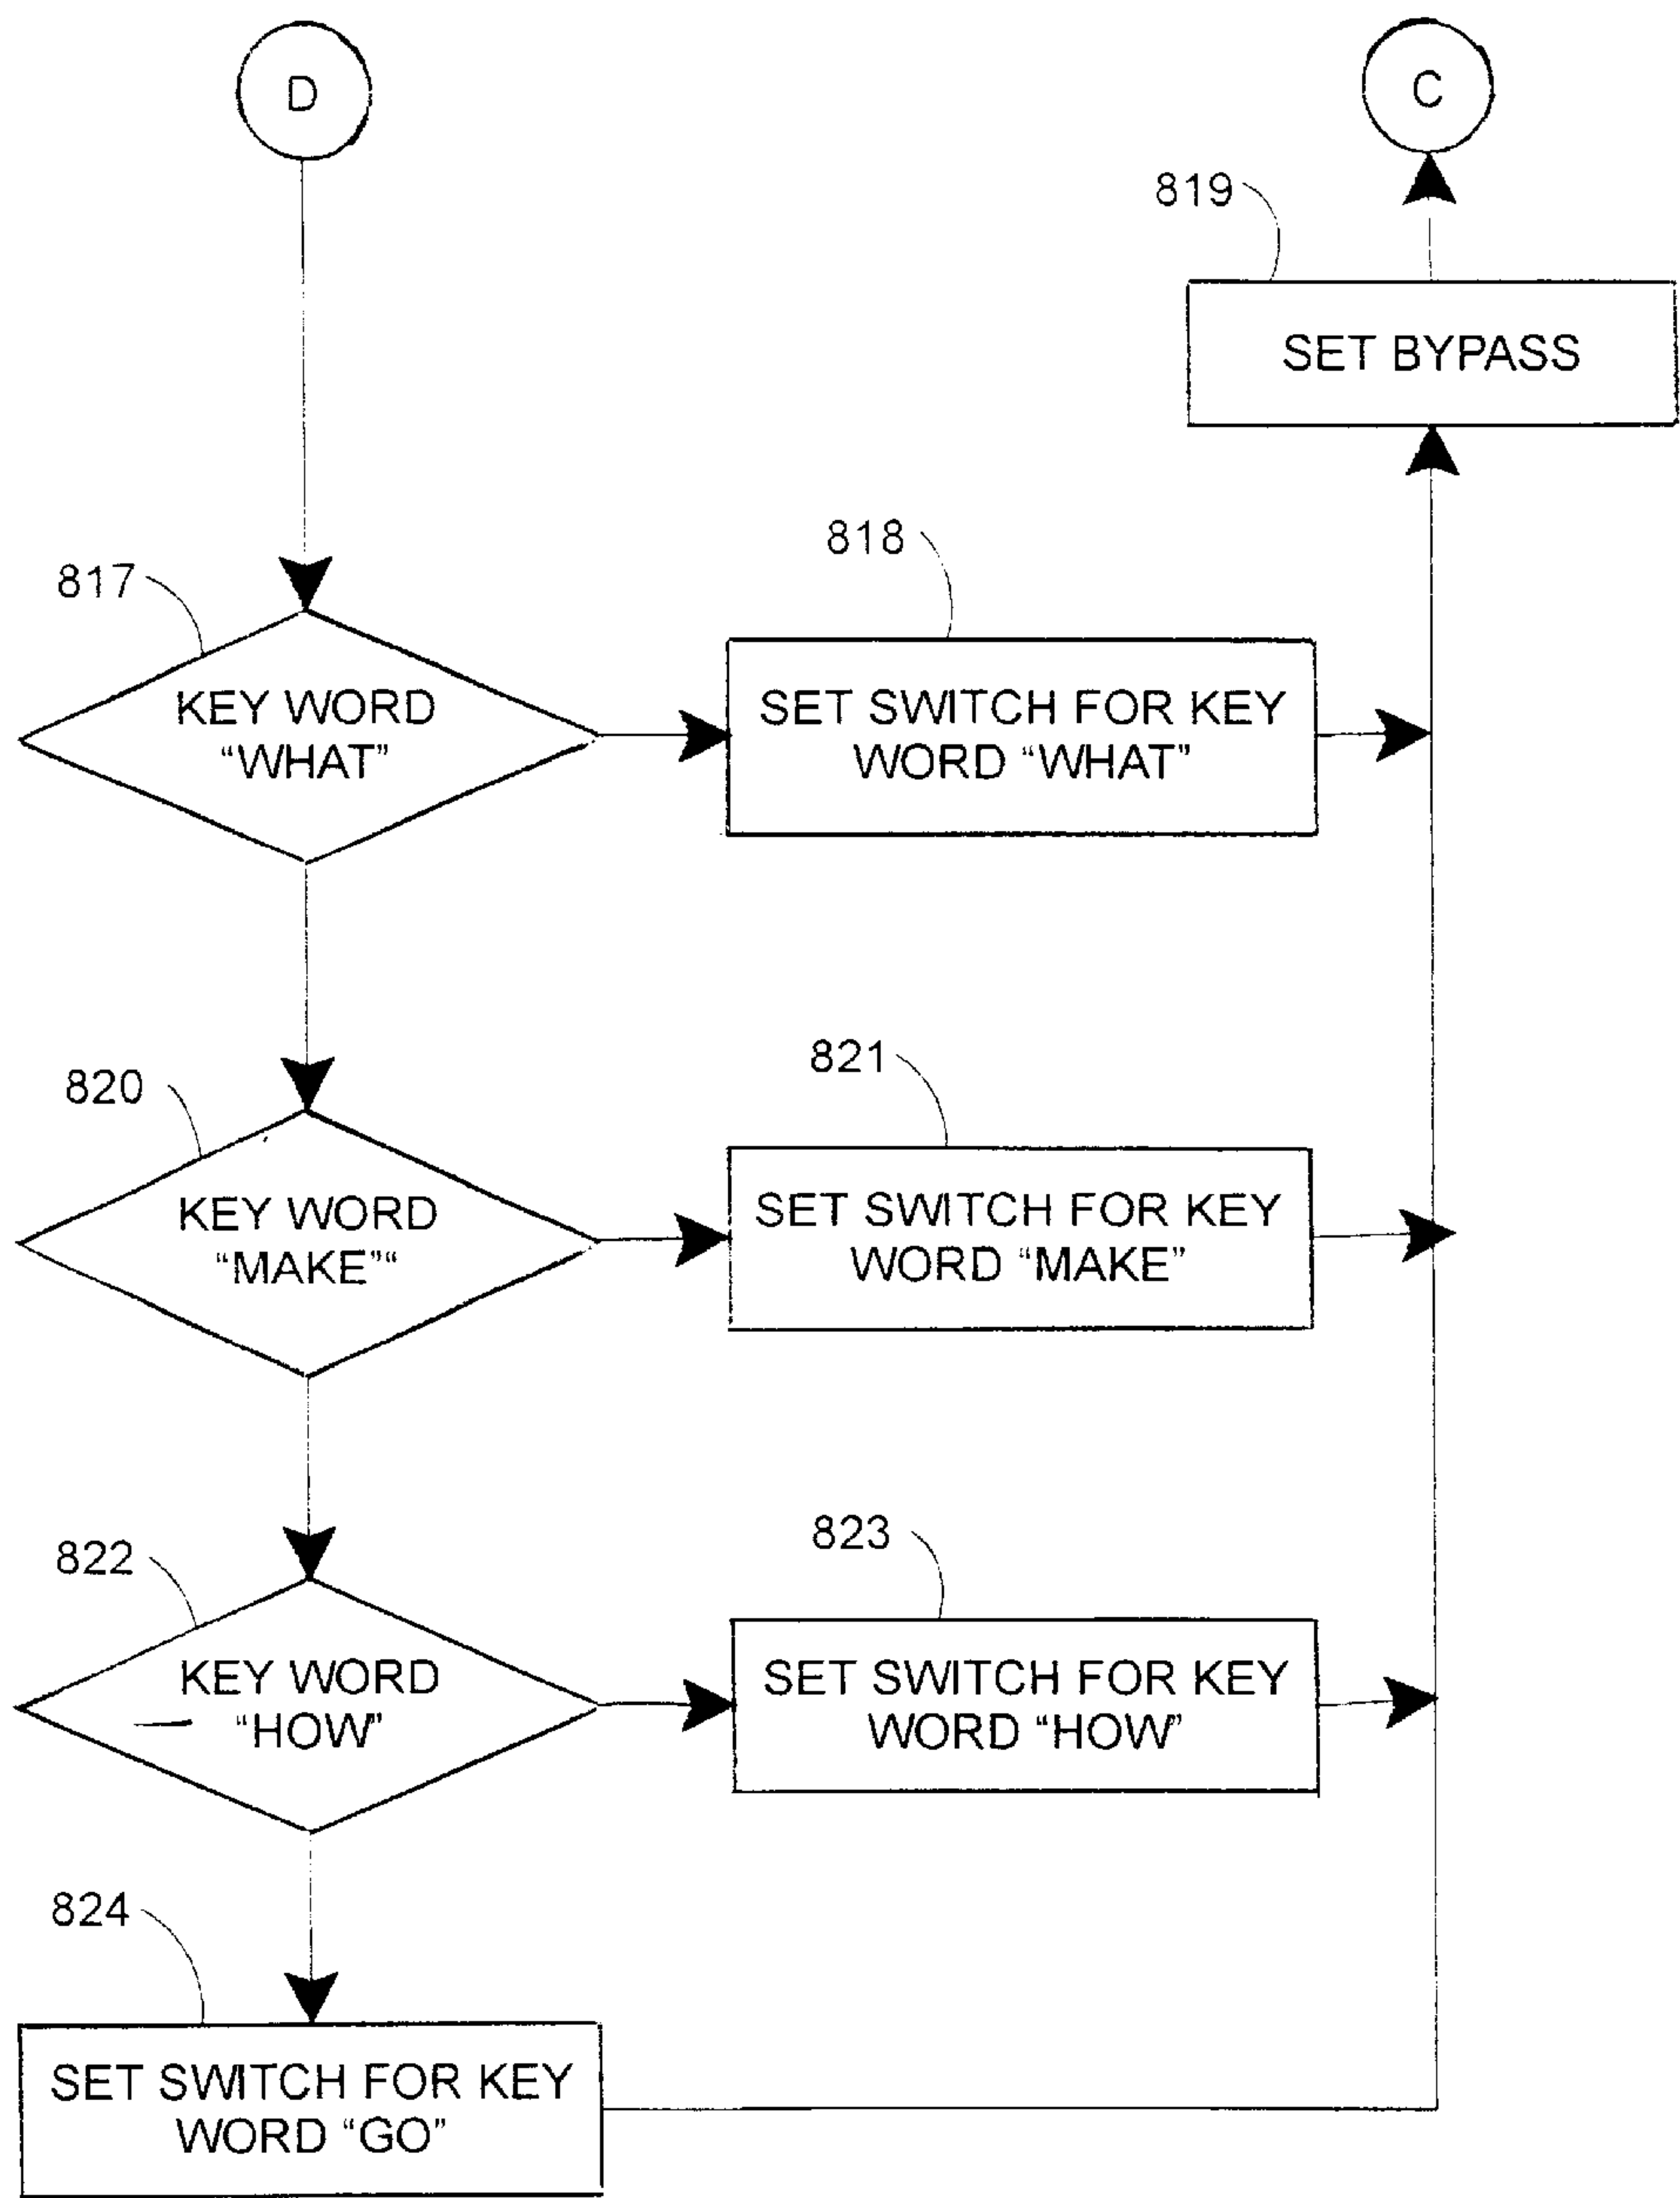 D
C
819
SET BYPASS
817
818
KEY WORD
“WHAT”
SET SWITCH FOR KEY
WORD “WHAT”
820
821
KEY WORD
“MAKE”“
SET SWITCH FOR KEY
WORD “MAKE”
822
823
KEY WORD
“HOW”
SET SWITCH FOR KEY
WORD “HOW”
824
SET SWITCH FOR KEY
WORD “GO”